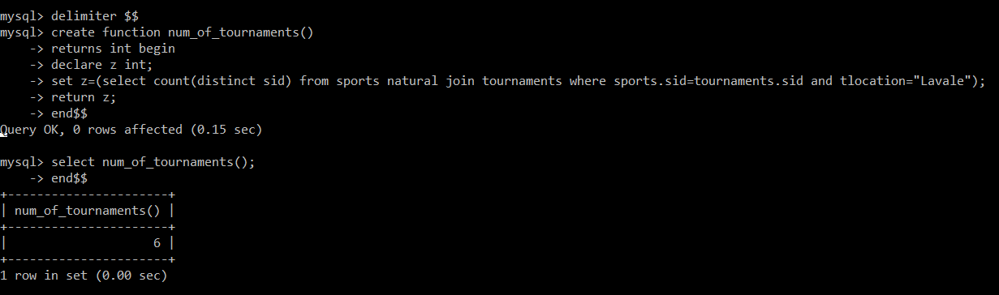 mysql> delimiter $$
mysql> create function num_of_tournaments()
    -> returns int begin
    -> declare z int;
    -> set z=(select count(distinct sid) from sports natural join tournaments where sports.sid=tournaments.sid and tlocation="Lavale");
    -> return z;
    -> end$$
Query OK, 0 rows affected (0.15 sec)

mysql> select num_of_tournaments();
    -> end$$
+----------------------+
| num_of_tournaments() |
+----------------------+
|                    6 |
+----------------------+
1 row in set (0.00 sec)